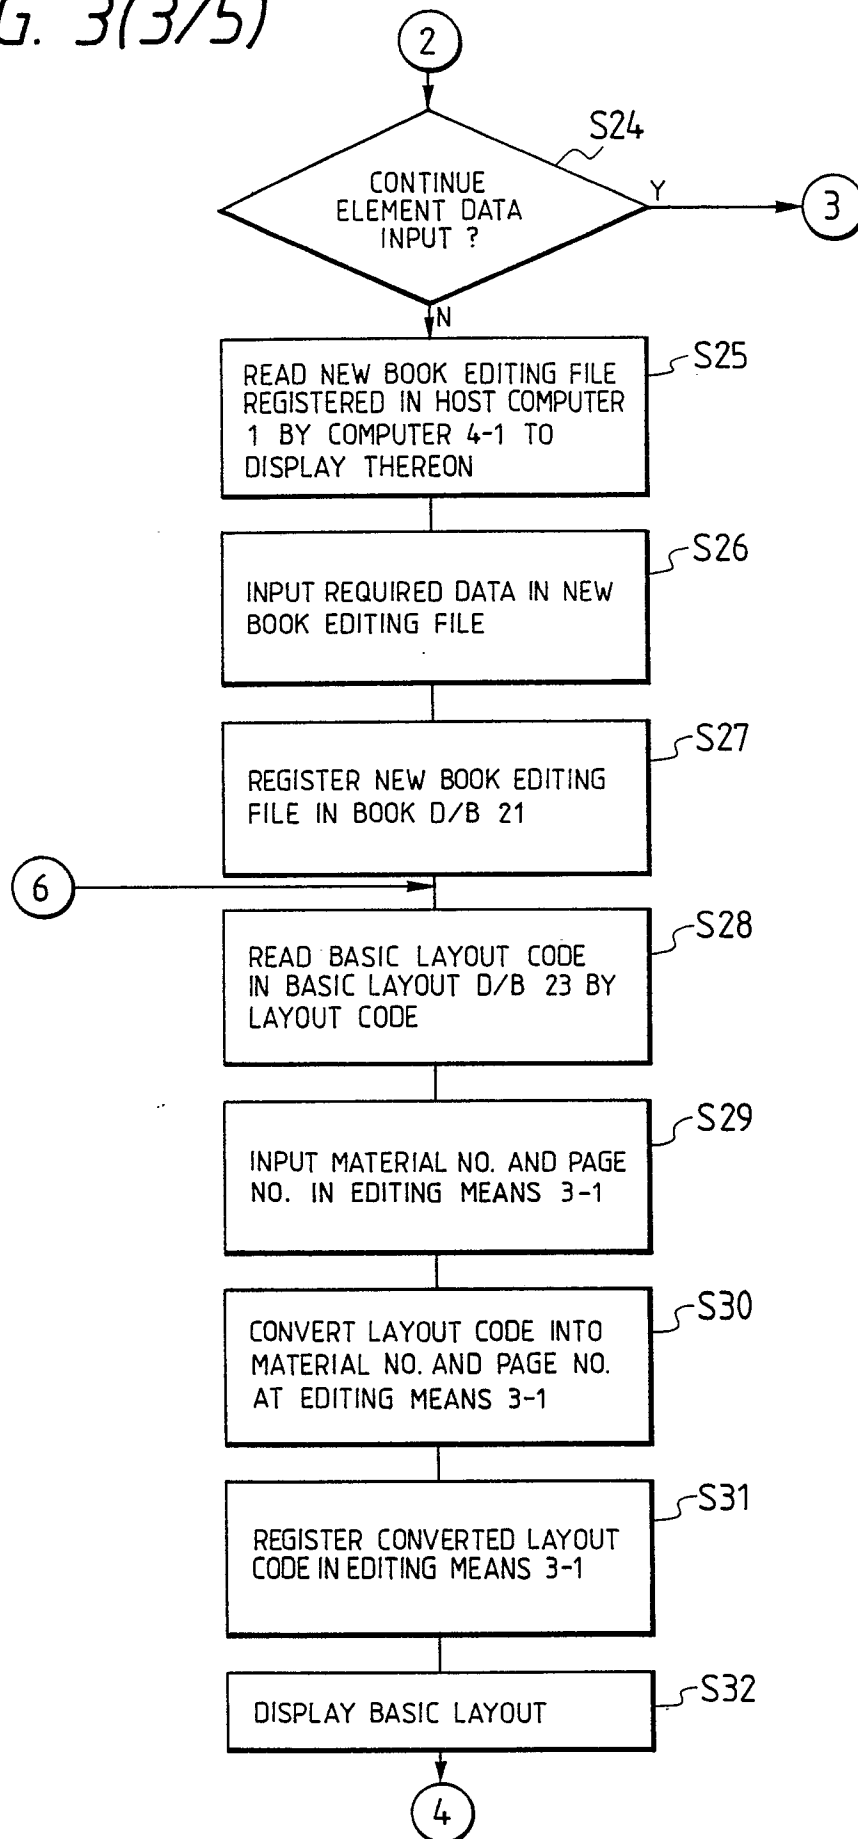 G. 3(3/5)
2
S24
CONTINUE
ELEMENT DATA
INPUT ?
Y
3
N
S25
READ NEW BOOK EDITING FILE
REGISTERED IN HOST COMPUTER
1 BY COMPUTER 4-1 TO
DISPLAY THEREON
S26
INPUT REQUIRED DATA IN NEW
BOOK EDITING FILE
S27
REGISTER NEW BOOK EDITING
FILE IN BOOK D/B 21
6
S28
READ BASIC LAYOUT CODE
IN BASIC LAYOUT D/B 23 BY
LAYOUT CODE
S29
INPUT MATERIAL NO. AND PAGE
NO. IN EDITING MEANS 3-1
S30
CONVERT LAYOUT CODE INTO
MATERIAL NO. AND PAGE NO.
AT EDITING MEANS 3-1
S31
REGISTER CONVERTED LAYOUT
CODE IN EDITING MEANS 3-1
S32
DISPLAY BASIC LAYOUT
4